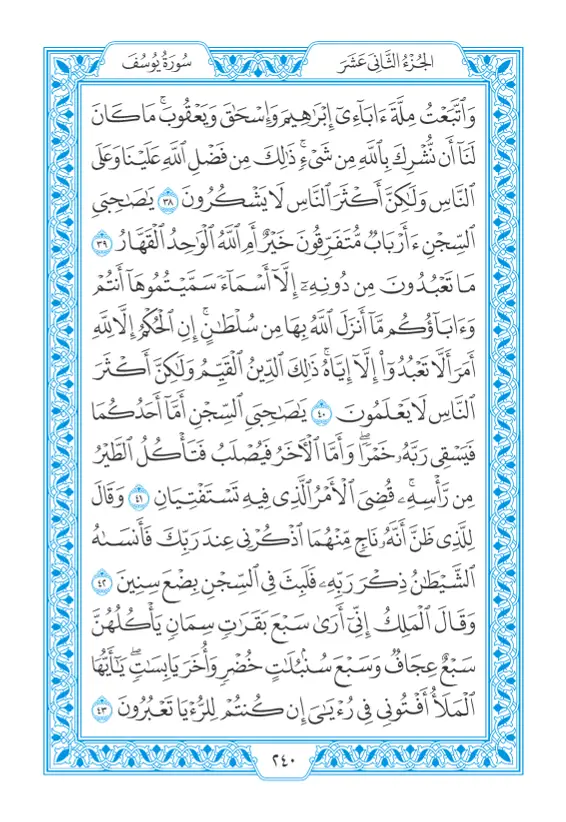 الجُزْءُ الثَّانِي عَشَرَ
سُورَةُ يُوسُفَ
وَٱتَّبَعْتُ مِلَّةَ ءَابَآءِىٓ إِبْرَٰهِيمَ وَإِسْحَٰقَ وَيَعْقُوبَۚ مَا كَانَ
لَنَآ أَن نُّشْرِكَ بِٱللَّهِ مِن شَىْءٍۚ ذَٰلِكَ مِن فَضْلِ ٱللَّهِ عَلَيْنَا وَعَلَى
ٱلنَّاسِ وَلَٰكِنَّ أَكْثَرَ ٱلنَّاسِ لَا يَشْكُرُونَ ٣٨ يَٰصَٰحِبَىِ
ٱلسِّجْنِ ءَأَرْبَابٌ مُّتَفَرِّقُونَ خَيْرٌ أَمِ ٱللَّهُ ٱلْوَٰحِدُ ٱلْقَهَّارُ ٣٩
مَا تَعْبُدُونَ مِن دُونِهِۦٓ إِلَّآ أَسْمَآءً سَمَّيْتُمُوهَآ أَنتُمْ
وَءَابَآؤُكُم مَّآ أَنزَلَ ٱللَّهُ بِهَا مِن سُلْطَٰنٍۚ إِنِ ٱلْحُكْمُ إِلَّا لِلَّهِ
أَمَرَ أَلَّا تَعْبُدُوٓا۟ إِلَّآ إِيَّاهُۚ ذَٰلِكَ ٱلدِّينُ ٱلْقَيِّمُ وَلَٰكِنَّ أَكْثَرَ
ٱلنَّاسِ لَا يَعْلَمُونَ ٤٠ يَٰصَٰحِبَىِ ٱلسِّجْنِ أَمَّآ أَحَدُكُمَا
فَيَسْقِى رَبَّهُۥ خَمْرًاۖ وَأَمَّا ٱلْءَاخَرُ فَيُصْلَبُ فَتَأْكُلُ ٱلطَّيْرُ
مِن رَّأْسِهِۦۚ قُضِىَ ٱلْأَمْرُ ٱلَّذِى فِيهِ تَسْتَفْتِيَانِ ٤١ وَقَالَ
لِلَّذِى ظَنَّ أَنَّهُۥ نَاجٍ مِّنْهُمَا ٱذْكُرْنِى عِندَ رَبِّكَ فَأَنسَىٰهُ
ٱلشَّيْطَٰنُ ذِكْرَ رَبِّهِۦ فَلَبِثَ فِى ٱلسِّجْنِ بِضْعَ سِنِينَ ٤٢
وَقَالَ ٱلْمَلِكُ إِنِّىٓ أَرَىٰ سَبْعَ بَقَرَٰتٍ سِمَانٍ يَأْكُلُهُنَّ
سَبْعٌ عِجَافٌ وَسَبْعَ سُنۢبُلَٰتٍ خُضْرٍ وَأُخَرَ يَابِسَٰتٍۖ يَٰٓأَيُّهَا
ٱلْمَلَأُ أَفْتُونِى فِى رُءْيَٰىَ إِن كُنتُمْ لِلرُّءْيَا تَعْبُرُونَ ٤٣
٢٤٠